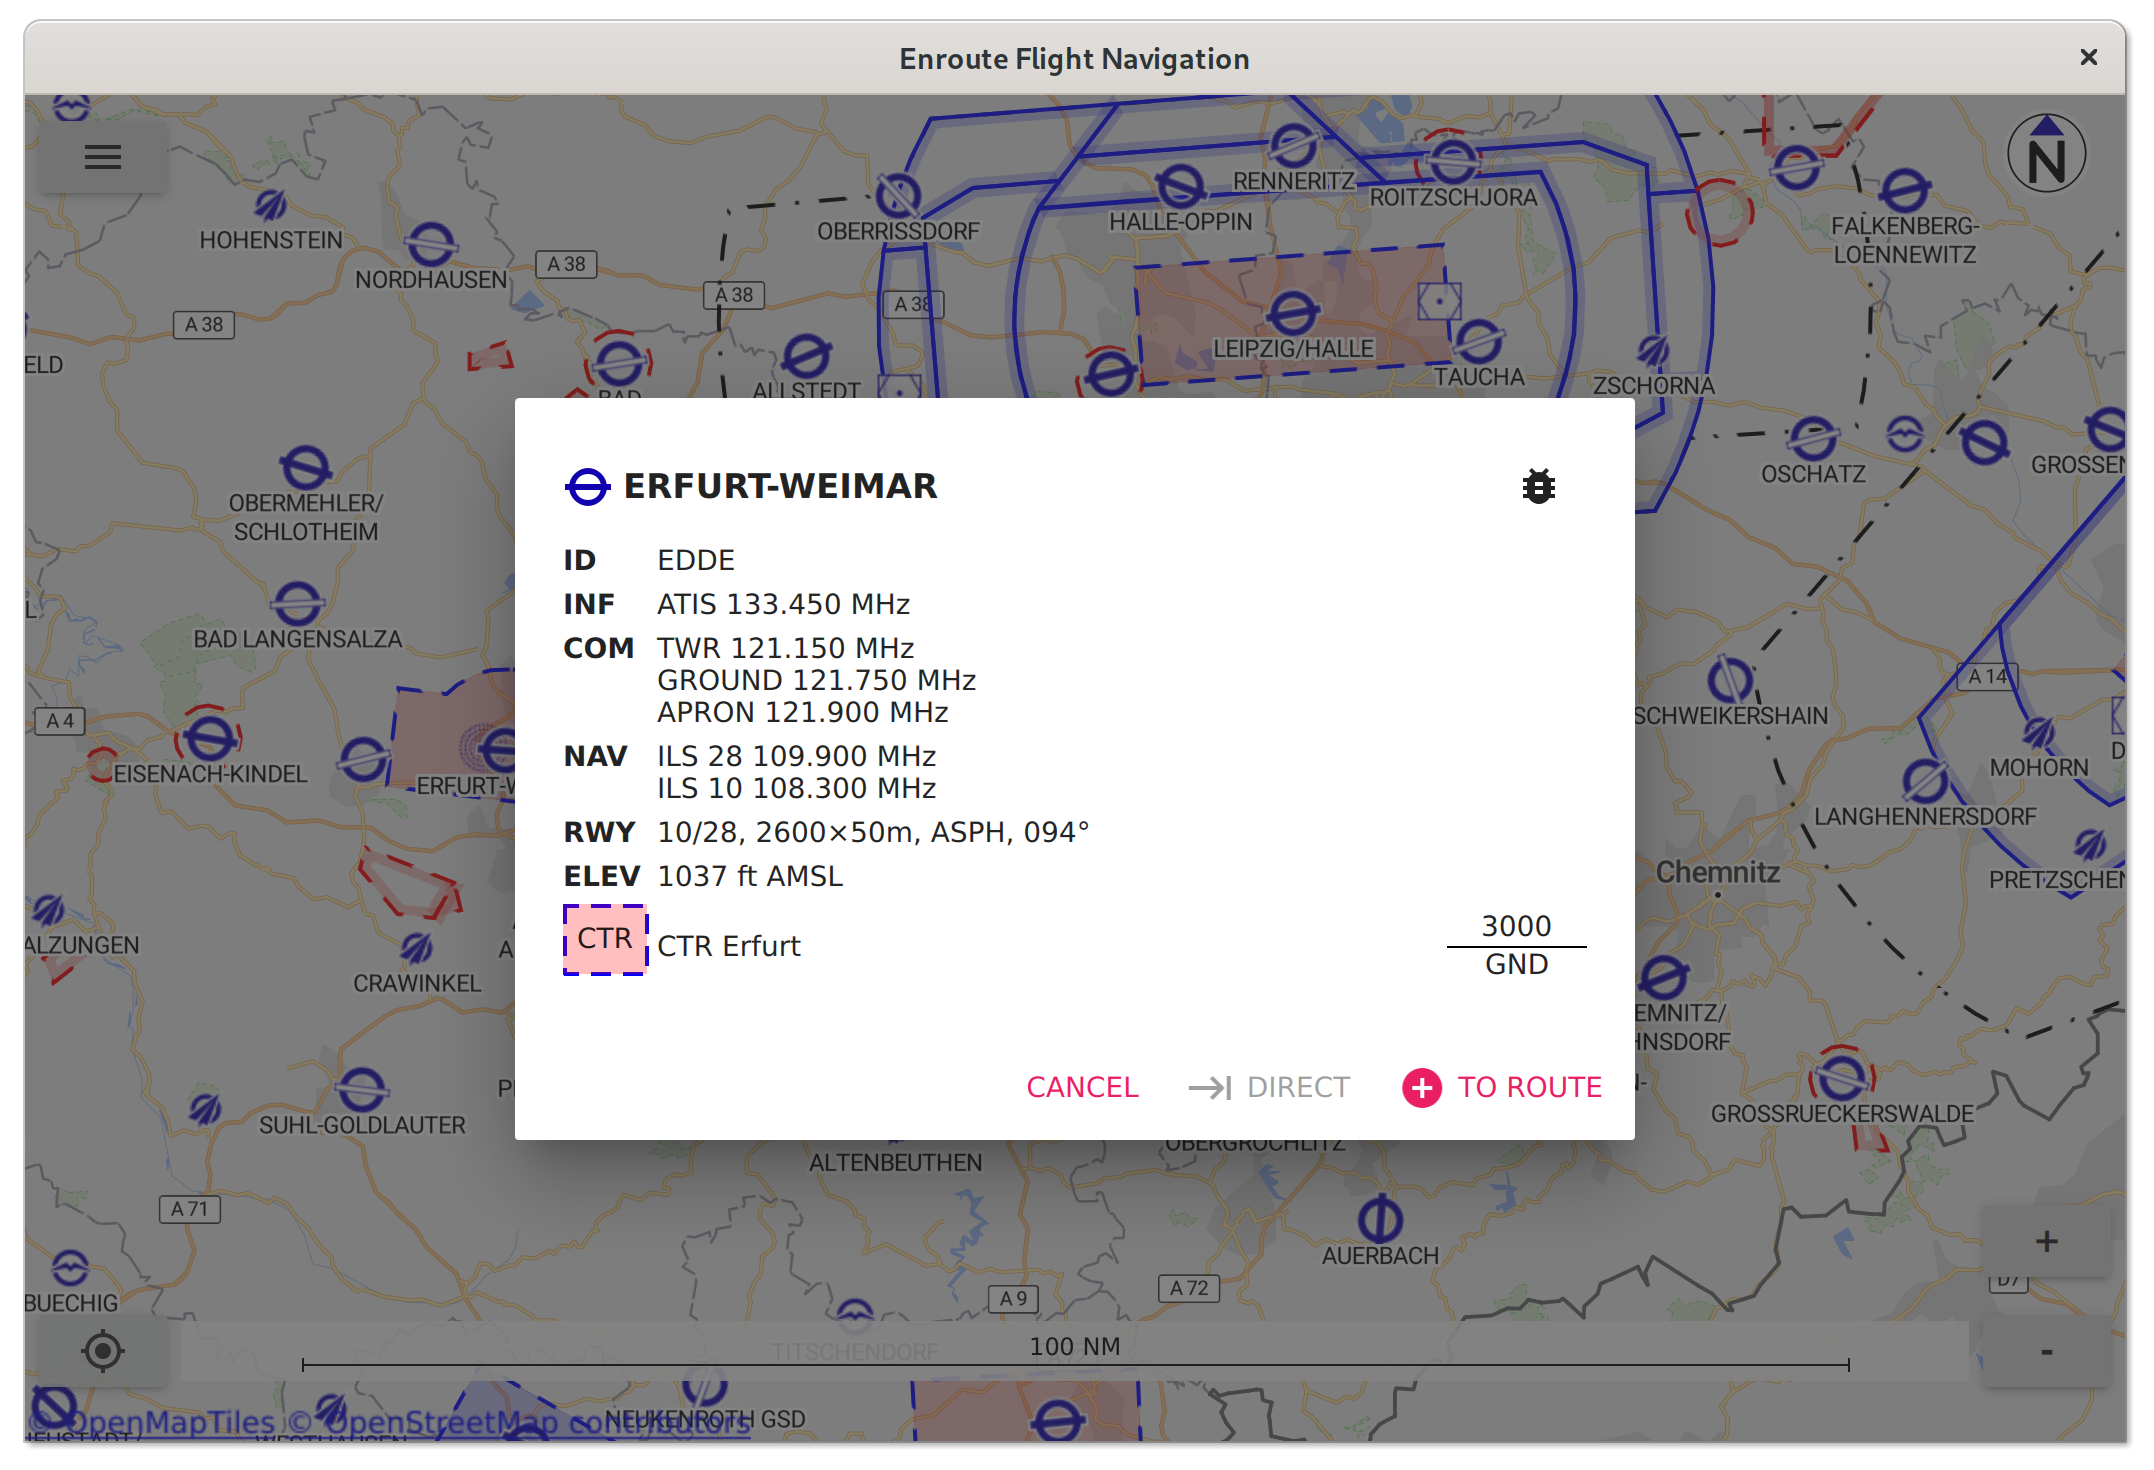 Enroute Flight Navigation
N
HOHENSTEIN
NORDHAUSEN
A 38
A 38
A 38
A 38
OBERRISSDORF
HALLE-OPPIN
RENNERITZ
ROITZSCHJORA
FALKENBERG-
LOENNEWITZ
ELD
ALLSTEDT
LEIPZIG/HALLE
TAUCHA
ZSCHORNA
BAD
OSCHATZ
GROSSEN
OBERMEHLER/
SCHLOTHEIM
BAD LANGENSALZA
A 4
EISENACH-KINDEL
ERFURT-W
A 14
SCHWEIKERSHAIN
MOHORN
D
LANGHENNERSDORF
Chemnitz
PRETZSCHEN
ALZUNGEN
CRAWINKEL
A
EMNITZ/
HNSDORF
GROSSRUECKERSWALDE
SUHL-GOLDLAUTER
ERFURT-WEIMAR
ID EDDE
INF ATIS 133.450 MHz
COM TWR 121.150 MHz
GROUND 121.750 MHz
APRON 121.900 MHz
NAV ILS 28 109.900 MHz
ILS 10 108.300 MHz
RWY 10/28, 2600×50m, ASPH, 094°
ELEV 1037 ft AMSL
CTR CTR Erfurt 3000
GND
CANCEL DIRECT TO ROUTE
ALTENBEUTHEN
OBERGROCHLITZ
A 71
AUERBACH
BUECHIG
A 9
A 72
D7
+
TITSCHENDORF
100 NM
-
NEUKENROTH GSD
© OpenMapTiles © OpenStreetMap contributors